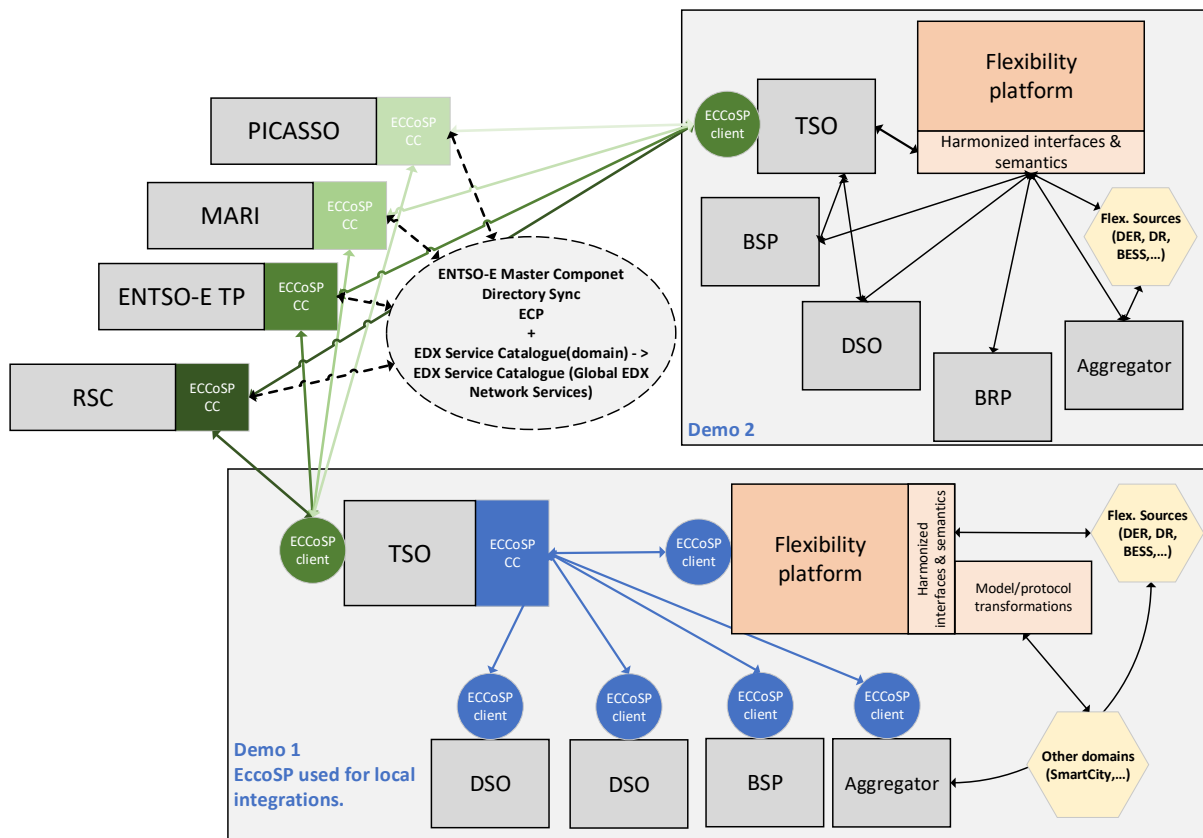 PICASSO
ECCoSP
CC
MARI
ECCoSP
CC
ENTSO-E TP
ECCoSP
CC
RSC
ECCoSP
CC
ENTSO-E Master Componet
Directory Sync
ECP
+
EDX Service Catalogue(domain) - >
EDX Service Catalogue (Global EDX
Network Services)
ECCoSP
client
TSO
Flexibility
platform
Harmonized interfaces &
semantics
BSP
DSO
BRP
Flex. Sources
(DER, DR,
BESS,...)
Aggregator
Demo 2
ECCoSP
client
TSO
ECCoSP
CC
ECCoSP
client
Flexibility
platform
Harmonized
interfaces & semantics
Model/protocol
transformations
Flex. Sources
(DER, DR,
BESS,...)
ECCoSP
client
ECCoSP
client
ECCoSP
client
ECCoSP
client
DSO
DSO
BSP
Aggregator
Other domains
(SmartCity,...)
Demo 1
EccoSP used for local
integrations.